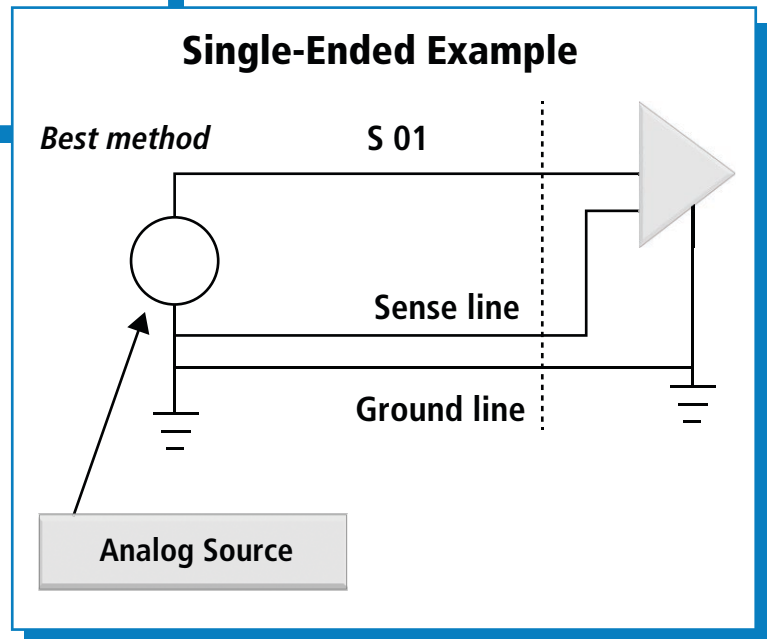 Single-Ended Example
Best method
S 01
Sense line
Ground line
Analog Source